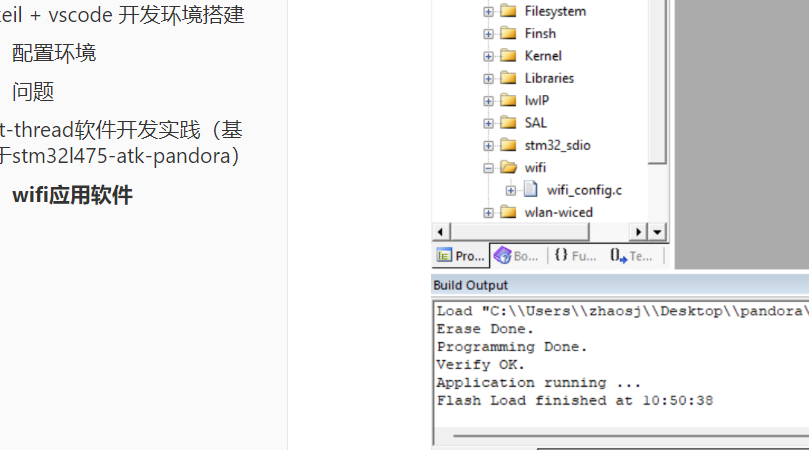 eil + vscode 开发环境搭建
配置环境
问题
t-thread软件开发实践（基
于stm32l475-atk-pandora）
wifi应用软件
Filesystem
Finsh
Kernel
Libraries
lwIP
SAL
stm32_sdio
wifi
wifi_config.c
wlan-wiced
Pro... Bo... {} Fu... Te...
Build Output
Load "C:\\Users\\zhaosj\\Desktop\\pandora\
Erase Done.
Programming Done.
Verify OK.
Application running ...
Flash Load finished at 10:50:38